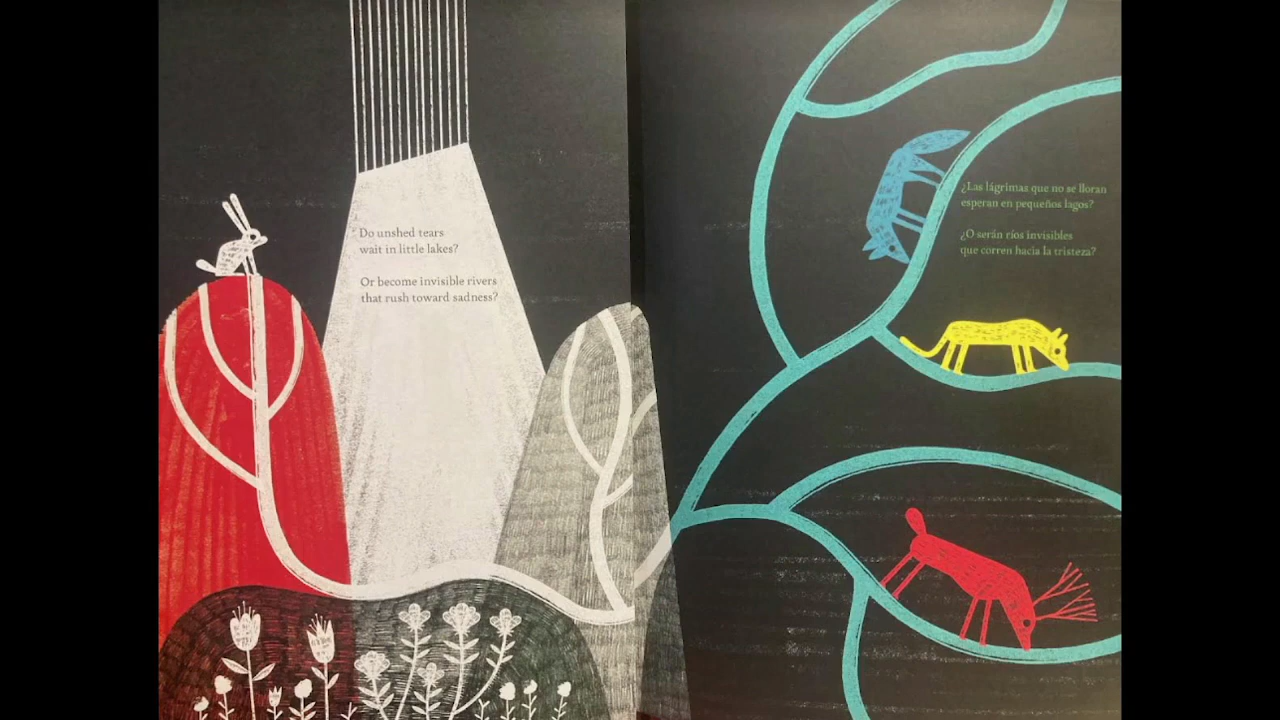 Do unshed tears
wait in little lakes?
Or become invisible rivers
that rush toward sadness?
¿Las lágrimas que no se lloran
esperan en pequeños lagos?
¿O serán ríos invisibles
que corren hacia la tristeza?